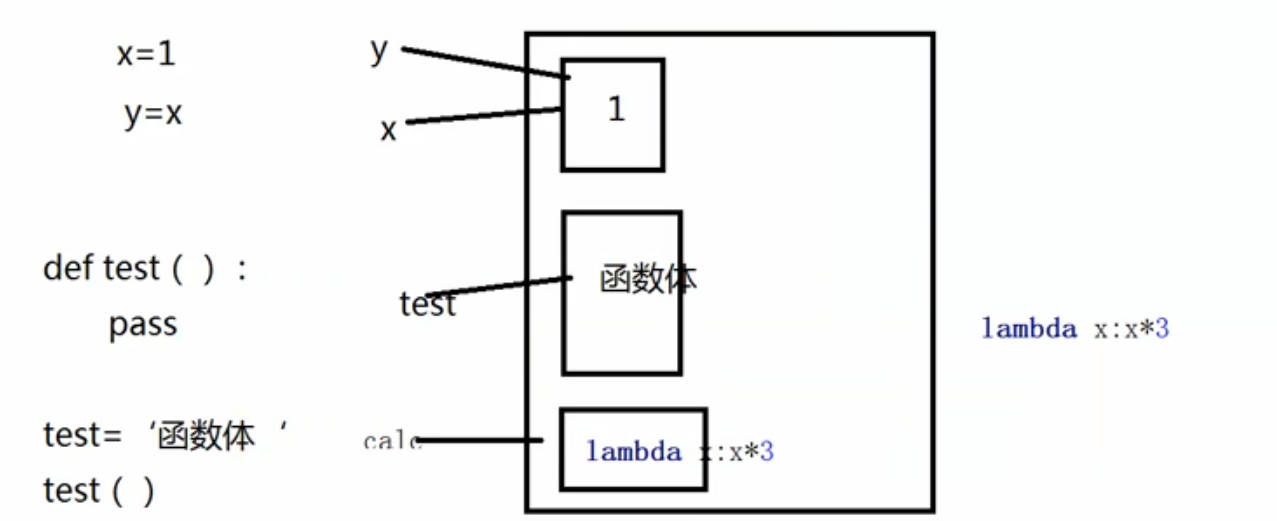 x=1
y=x
y
x
1
def test ( ) :
pass
test
函数体
lambda x:x*3
test= ‘函数体 ‘
test ( )
calc
lambda x:x*3